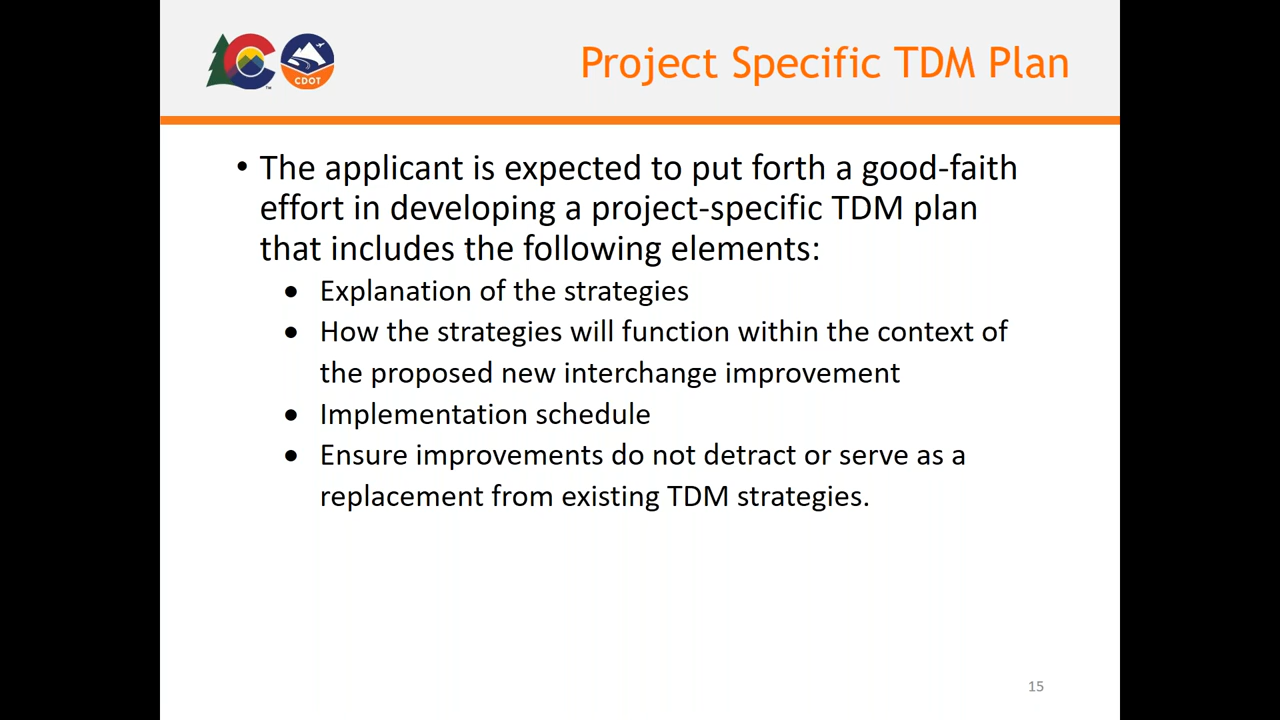 CDOT
Project Specific TDM Plan
• The applicant is expected to put forth a good-faith
effort in developing a project-specific TDM plan
that includes the following elements:
● Explanation of the strategies
● How the strategies will function within the context of
the proposed new interchange improvement
● Implementation schedule
● Ensure improvements do not detract or serve as a
replacement from existing TDM strategies.
15